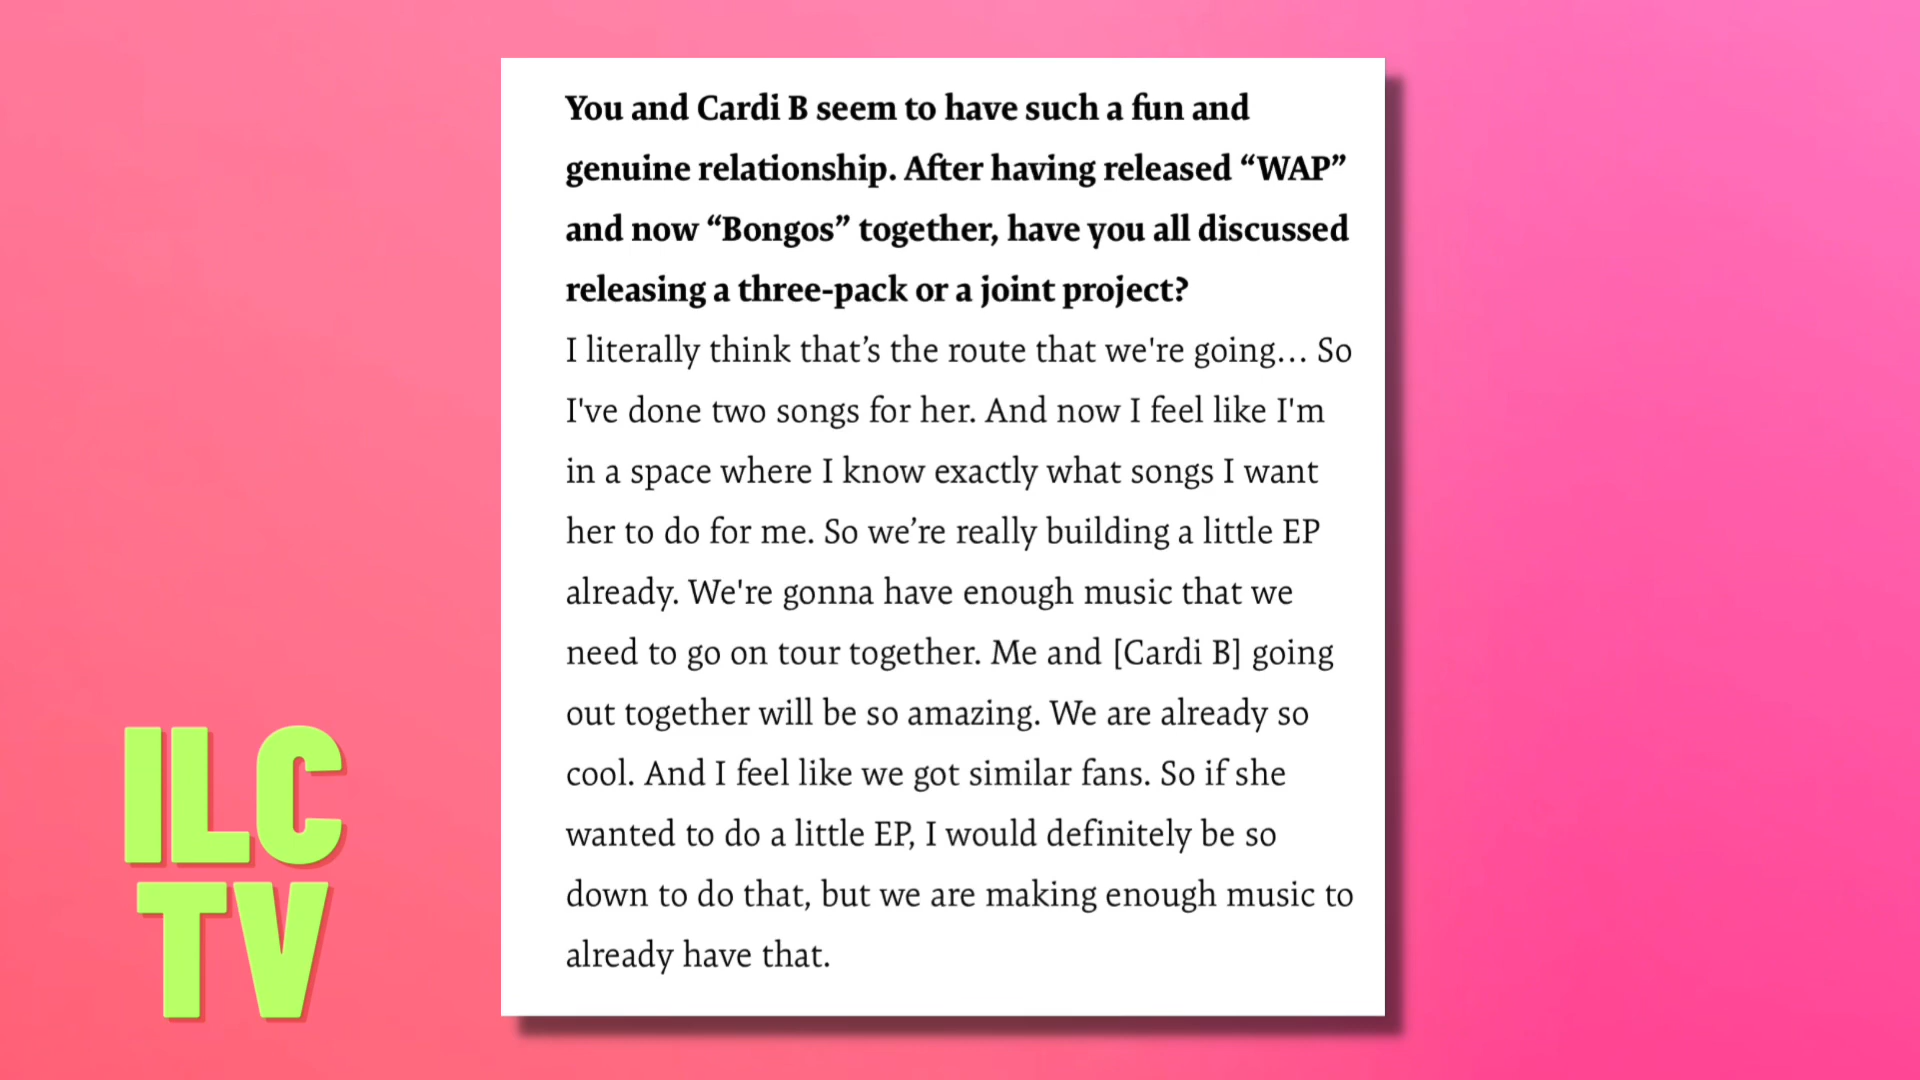 You and Cardi B seem to have such a fun and
genuine relationship. After having released “WAP”
and now “Bongos” together, have you all discussed
releasing a three-pack or a joint project?
I literally think that’s the route that we're going… So
I've done two songs for her. And now I feel like I'm
in a space where I know exactly what songs I want
her to do for me. So we’re really building a little EP
already. We're gonna have enough music that we
need to go on tour together. Me and [Cardi B] going
out together will be so amazing. We are already so
cool. And I feel like we got similar fans. So if she
wanted to do a little EP, I would definitely be so
down to do that, but we are making enough music to
already have that.
ILC
TV